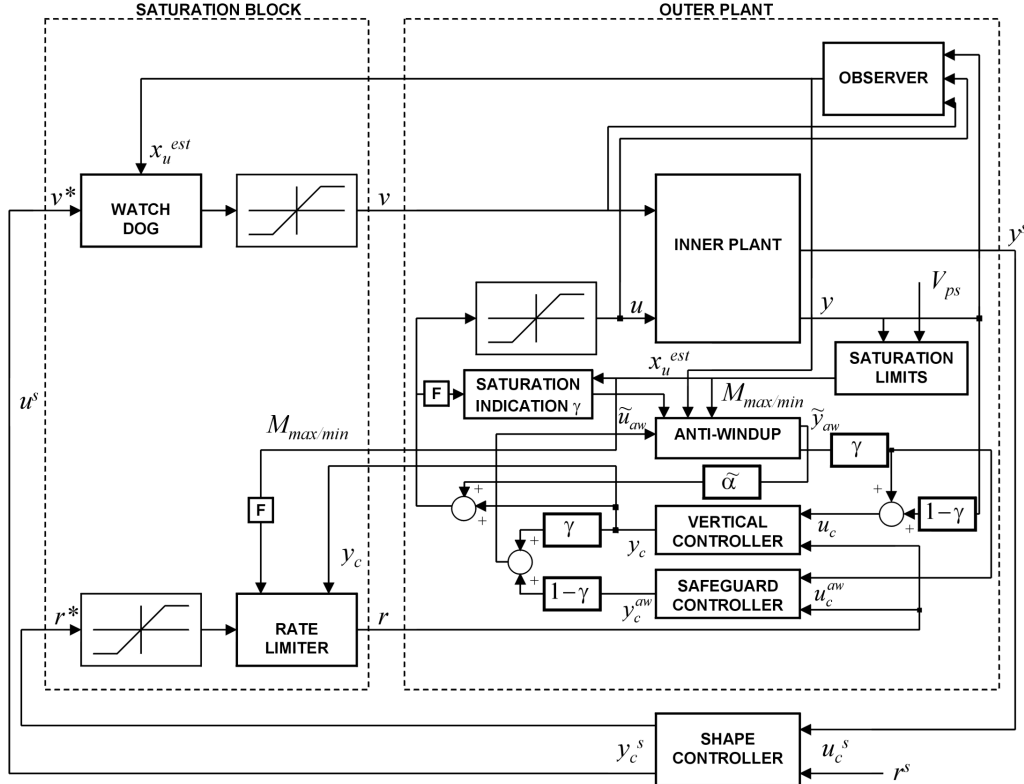 SATURATION BLOCK
OUTER PLANT
OBSERVER
x_u^est
v*
WATCH
DOG
v
INNER PLANT
y^s
V_ps
u
y
SATURATION
LIMITS
x_u^est
F
SATURATION
INDICATION γ
M_max/min
u^s
ũ_aw
ANTI-WINDUP
ỹ_aw
M_max/min
γ
α̃
+
+
+
+
1−γ
F
VERTICAL
CONTROLLER
u_c
y_c
γ
+
+
1−γ
y_c^aw
SAFEGUARD
CONTROLLER
u_c^aw
y_c
r*
RATE
LIMITER
r
SHAPE
CONTROLLER
y_c^s
u_c^s
r^s